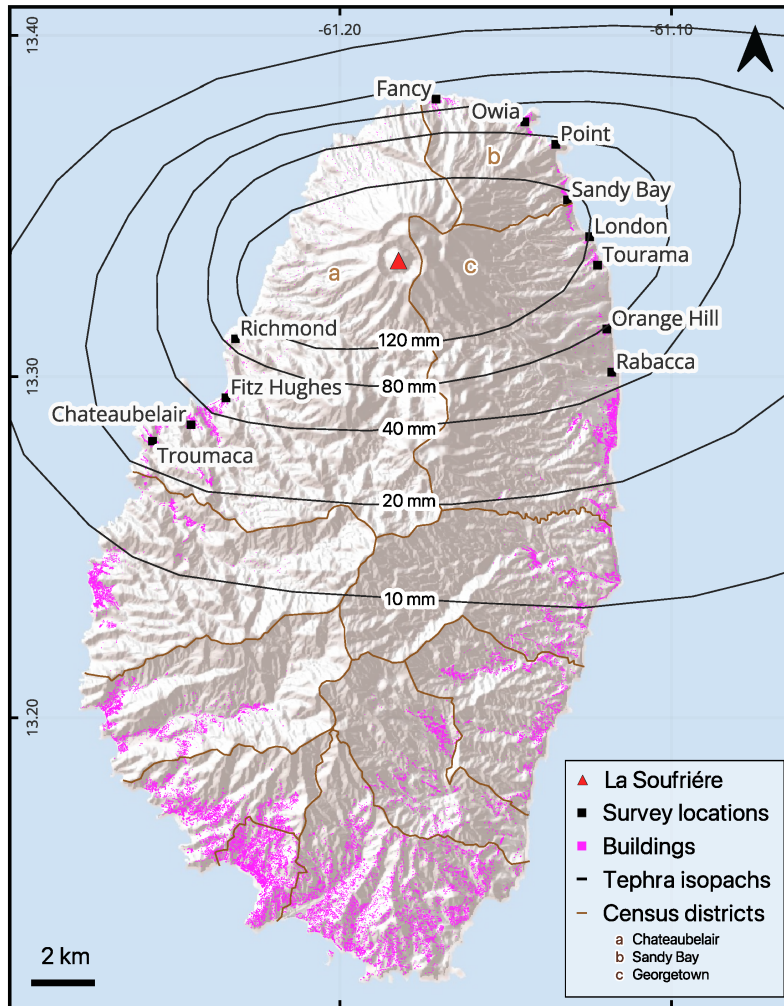 -61.20
-61.10
13.40
Fancy
Owia
Point
b
Sandy Bay
London
Tourama
a
c
Orange Hill
Richmond
120 mm
Rabacca
13.30
80 mm
Fitz Hughes
Chateaubelair
40 mm
Troumaca
20 mm
10 mm
13.20
La Soufriére
Survey locations
Buildings
Tephra isopachs
Census districts
a Chateaubelair
b Sandy Bay
c Georgetown
2 km